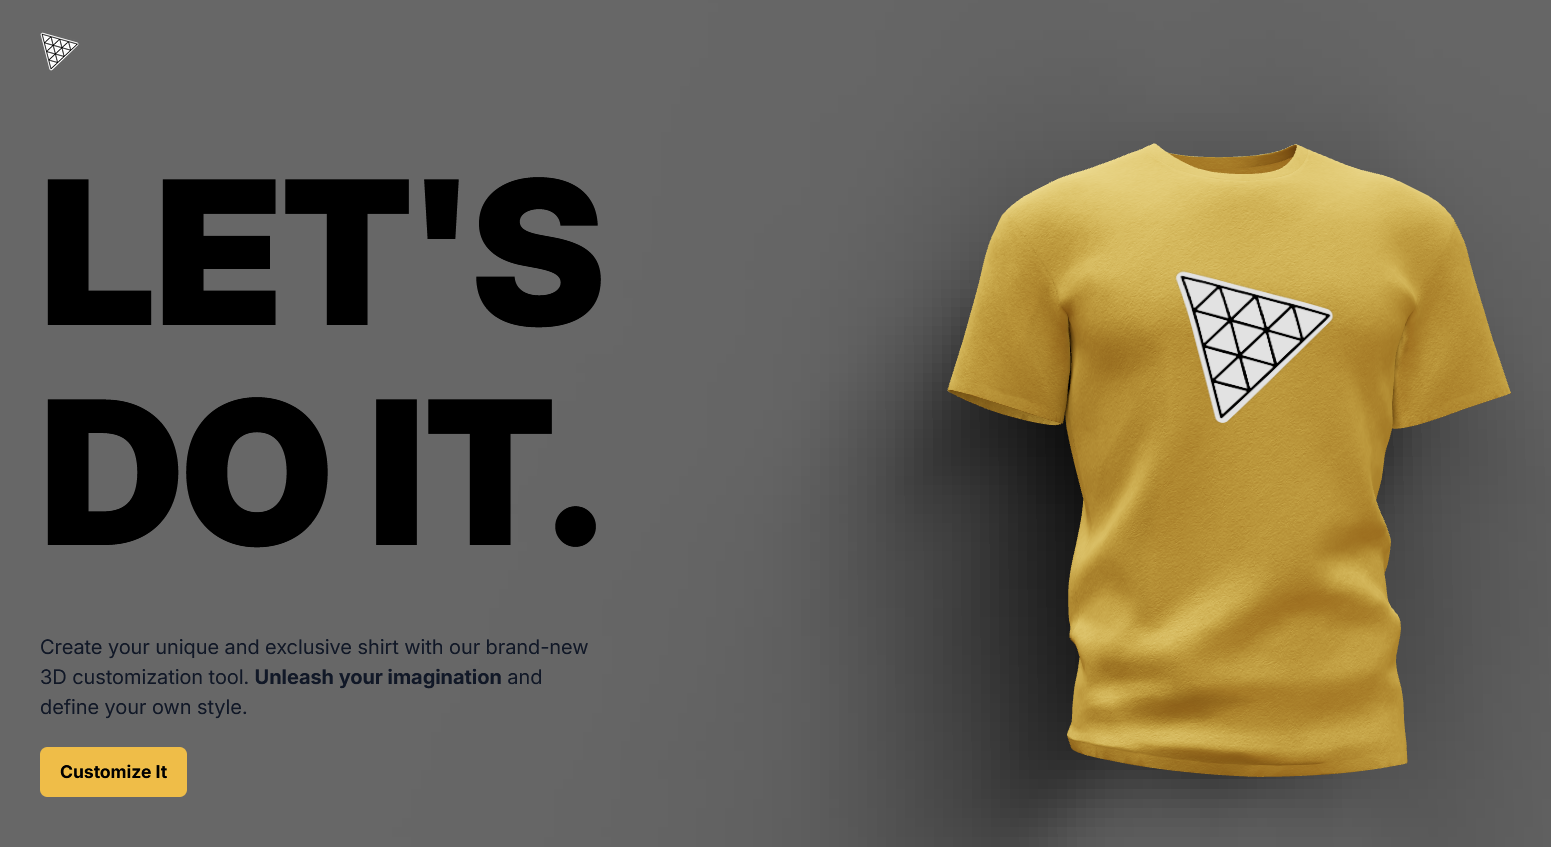 LET'S
DO IT.
Create your unique and exclusive shirt with our brand-new
3D customization tool. Unleash your imagination and
define your own style.
Customize It